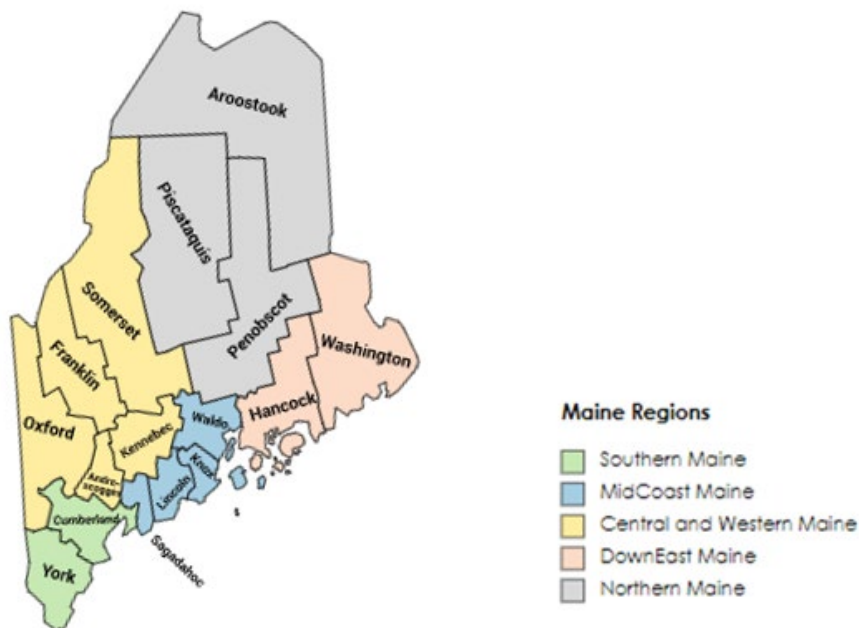 Aroostook
Piscataquis
Somerset
Penobscot
Franklin
Washington
Oxford
Hancock
Waldo
Kennebec
Knox
Andro-
scoggin
Lincoln
Cumberland
Sagadahoc
York
Maine Regions
Southern Maine
MidCoast Maine
Central and Western Maine
DownEast Maine
Northern Maine